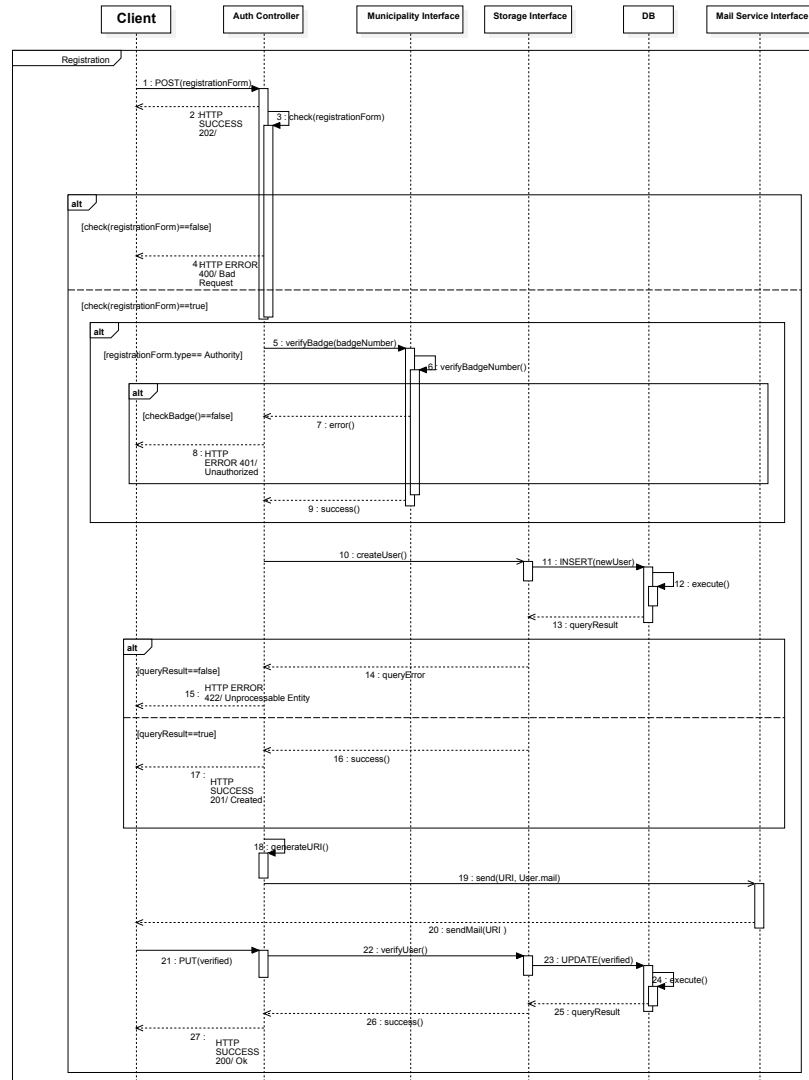 Client
Auth Controller
Municipality Interface
Storage Interface
DB
Mail Service Interface
Registration
1 : POST(registrationForm)
2 : HTTP
SUCCESS
202/
3 : check(registrationForm)
alt
[check(registrationForm)==false]
4 HTTP ERROR
400/ Bad
Request
[check(registrationForm)==true]
alt
5 : verifyBadge(badgeNumber)
[registrationForm.type== Authority]
6 : verifyBadgeNumber()
alt
[checkBadge()==false]
7 : error()
8 : HTTP
ERROR 401/
Unauthorized
9 : success()
10 : createUser()
11 : INSERT(newUser)
12 : execute()
13 : queryResult
alt
[queryResult==false]
14 : queryError
15 : HTTP ERROR
422/ Unprocessable Entity
[queryResult==true]
16 : success()
17 :
HTTP
SUCCESS
201/ Created
18 : generateURI()
19 : send(URI, User.mail)
20 : sendMail(URI )
21 : PUT(verified)
22 : verifyUser()
23 : UPDATE(verified)
24 : execute()
25 : queryResult
26 : success()
27 :
HTTP
SUCCESS
200/ Ok